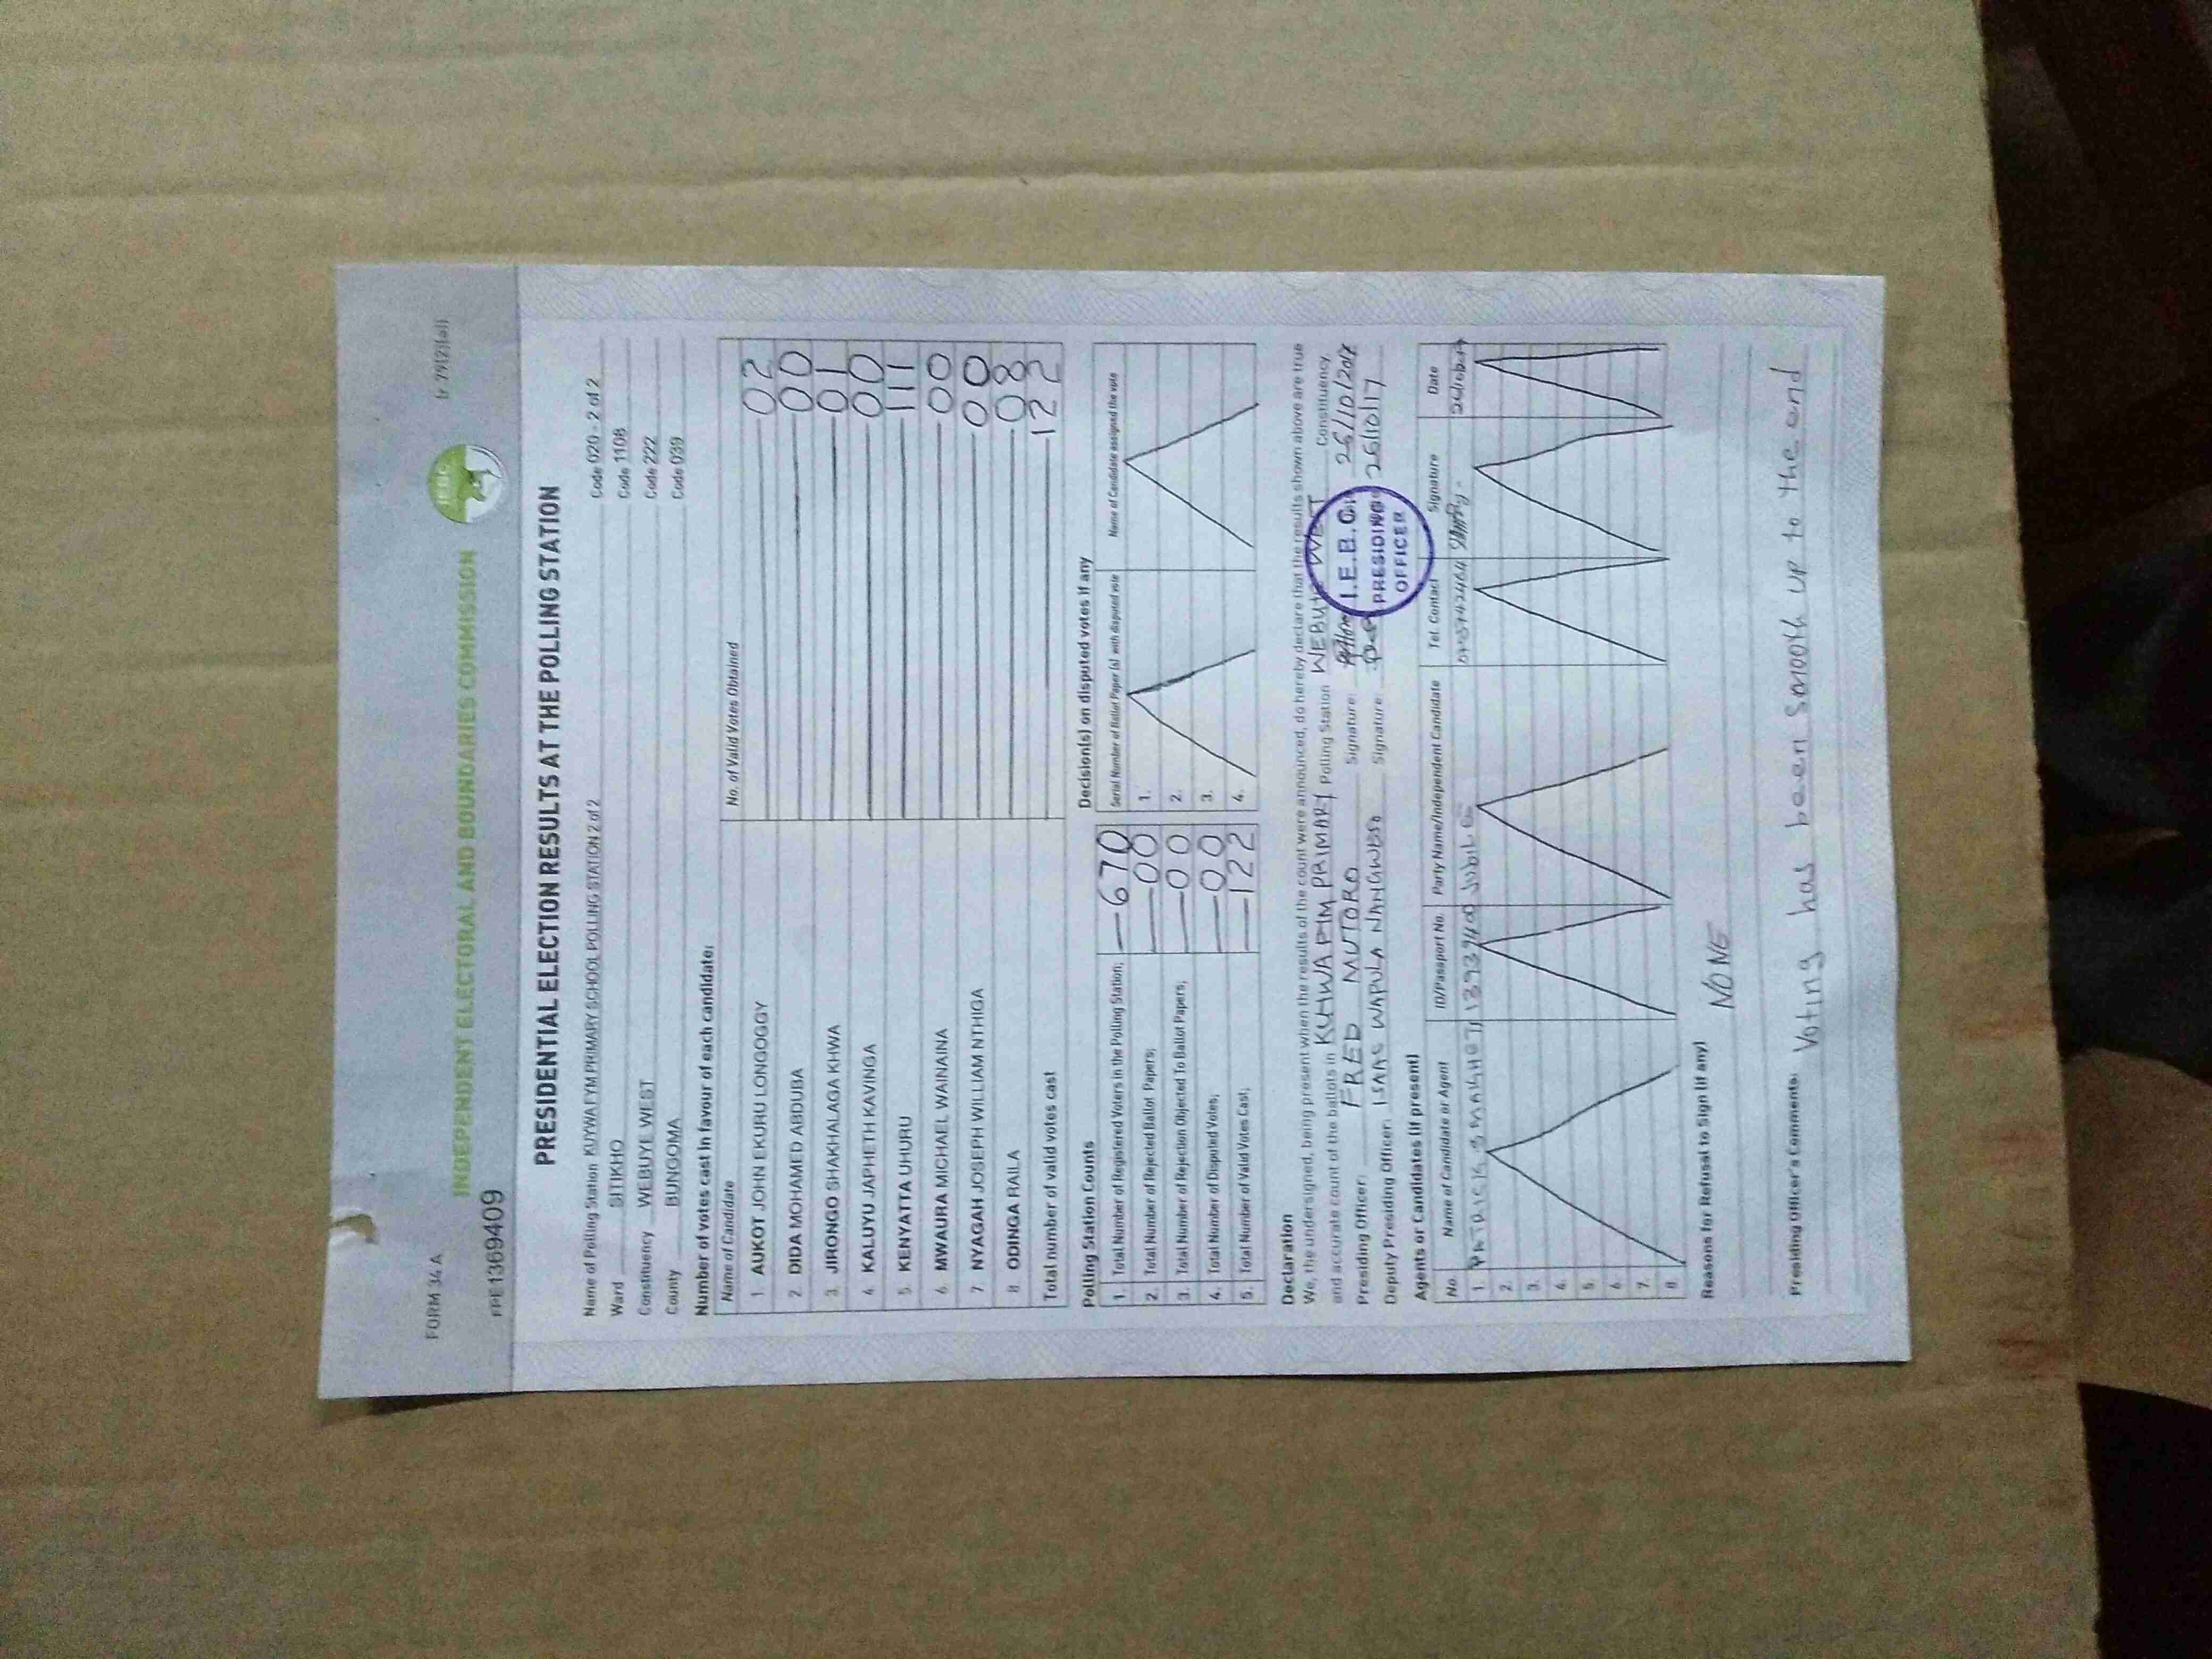 FORM 34 A
(r 79(2)(a))
INDEPENDENT ELECTORAL AND BOUNDARIES COMMISSION
IEBC
FPE1369409
PRESIDENTIAL ELECTION RESULTS AT THE POLLING STATION
Name of Polling Station KUYWA FYM PRIMARY SCHOOL POLLING STATION 2 of 2 Code 020 - 2 of 2
Ward SITIKHO Code 1108
Constituency WEBUYE WEST Code 222
County BUNGOMA Code 039
Number of votes cast in favour of each candidate:
Name of Candidate No. of Valid Votes Obtained
1. AUKOT JOHN EKURU LONGOGGY 02
2. DIDA MOHAMED ABDUBA 00
3. JIRONGO SHAKHALAGA KHWA 01
4. KALUYU JAPHETH KAVINGA 00
5. KENYATTA UHURU 111
6. MWAURA MICHAEL WAINAINA 00
7. NYAGAH JOSEPH WILLIAM NTHIGA 00
8. ODINGA RAILA 08
Total number of valid votes cast 122
Polling Station Counts
1. Total Number of Registered Voters in the Polling Station; 670
2. Total Number of Rejected Ballot Papers; 00
3. Total Number of Rejection Objected To Ballot Papers; 00
4. Total Number of Disputed Votes; 00
5. Total Number of Valid Votes Cast; 122
Decision(s) on disputed votes if any
Serial Number of Ballot Paper (s) with disputed vote Name of Candidate assigned the vote
1.
2.
3.
4.
Declaration
We, the undersigned, being present when the results of the count were announced, do hereby declare that the results shown above are true
and accurate count of the ballots in KUYWA FYM PRIMARY Polling Station WEBUYE WEST Constituency.
Presiding Officer: FRED MUTORO Signature: 26/10/2017
Deputy Presiding Officer: ISAAC WAPULA NANGWESO Signature: 26/10/17
I.E.B.C.
PRESIDING
OFFICER
Agents or Candidates (if present)
No. Name of Candidate or Agent ID/Passport No. Party Name/Independent Candidate Tel. Contact Signature Date
1. PATRICK 13939400 Jubilee
2.
3.
4.
5.
6.
7.
8.
Reasons for Refusal to Sign (if any)
NONE
Presiding Officer's Comments: Voting has been smooth up to the end